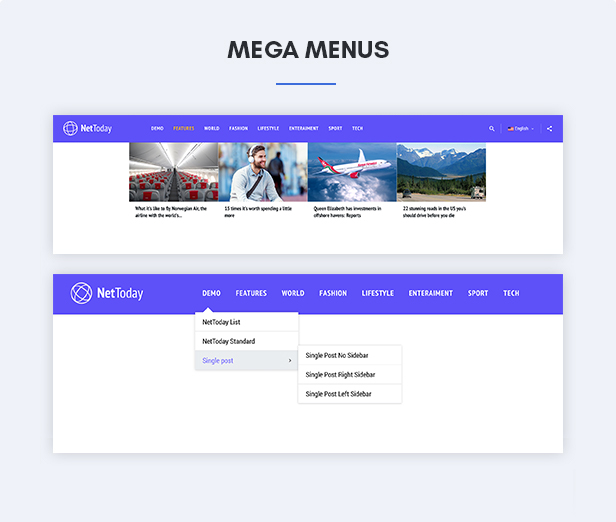 MEGA MENUS
NetToday DEMO FEATURES WORLD FASHION LIFESTYLE ENTERAIMENT SPORT TECH English
What it's like to fly Norwegian Air, the
airline with the world's...
15 times it's worth spending a little
more
Queen Elizabeth has investments in
offshore havens: Reports
22 stunning roads in the US you's
should drive before you die
NetToday DEMO FEATURES WORLD FASHION LIFESTYLE ENTERAIMENT SPORT TECH
NetToday List
NetToday Standard
Single post
Single Post No Sidebar
Single Post Right Sidebar
Single Post Left Sidebar